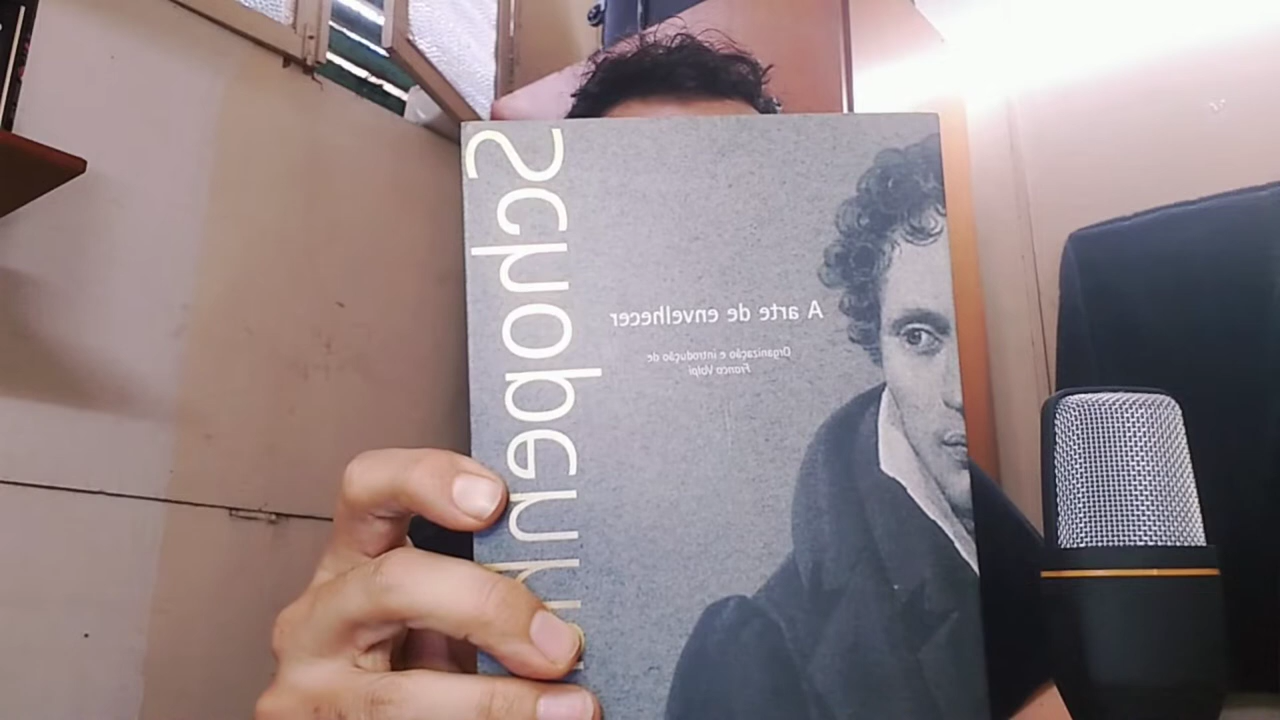 Schopenh
A arte de envelhecer
Organização e introdução de
Franco Volpi